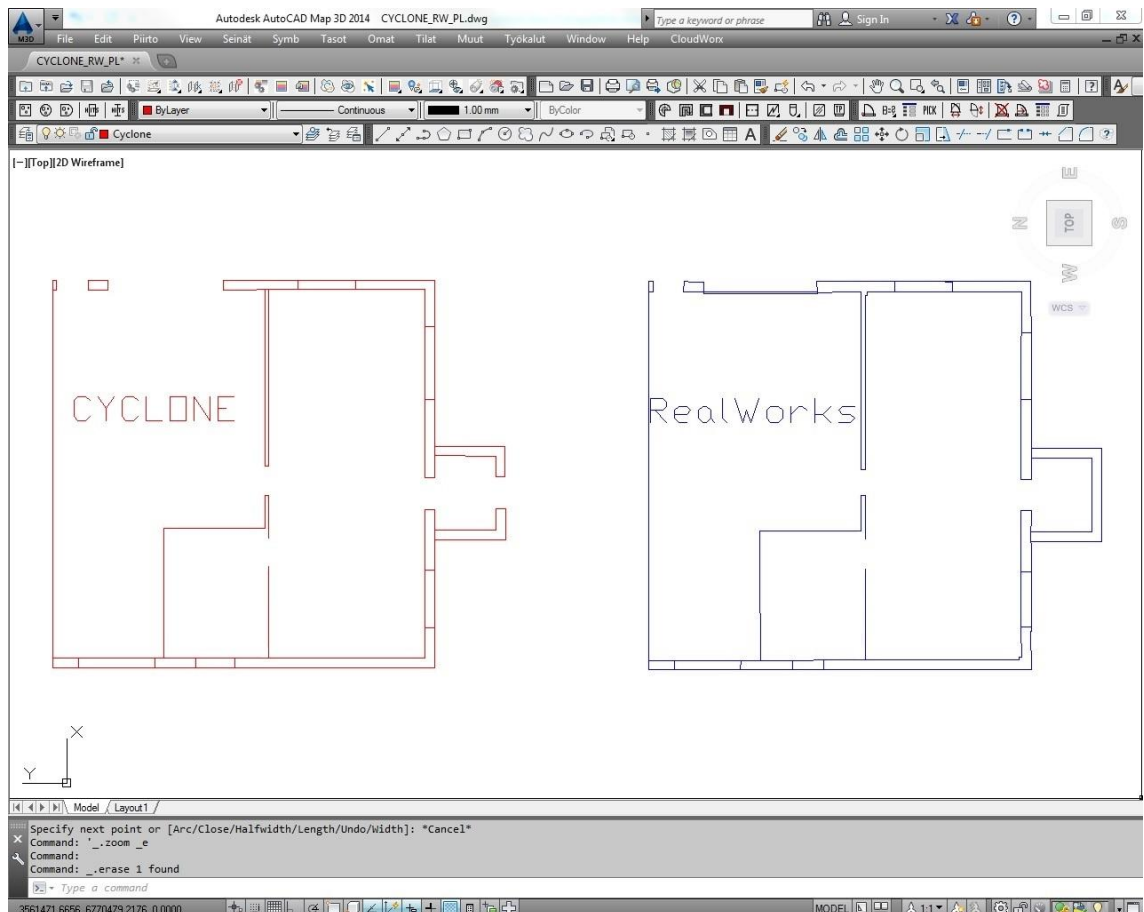 Autodesk AutoCAD Map 3D 2014 CYCLONE_RW_PL.dwg
Type a keyword or phrase
Sign In
M3D File Edit Piirto View Seinät Symb Tasot Omat Tilat Muut Työkalut Window Help CloudWorx
CYCLONE_RW_PL*
ByLayer Continuous 1.00 mm ByColor
Cyclone
[−][Top][2D Wireframe]
E
N TOP S
W
WCS
CYCLONE RealWorks
X
Y
Model Layout1
Specify next point or [Arc/Close/Halfwidth/Length/Undo/Width]: *Cancel*
Command: '_.zoom _e
Command:
Command: _.erase 1 found
Type a command
3561471.6656, 6770479.2176, 0.0000 MODEL 1:1